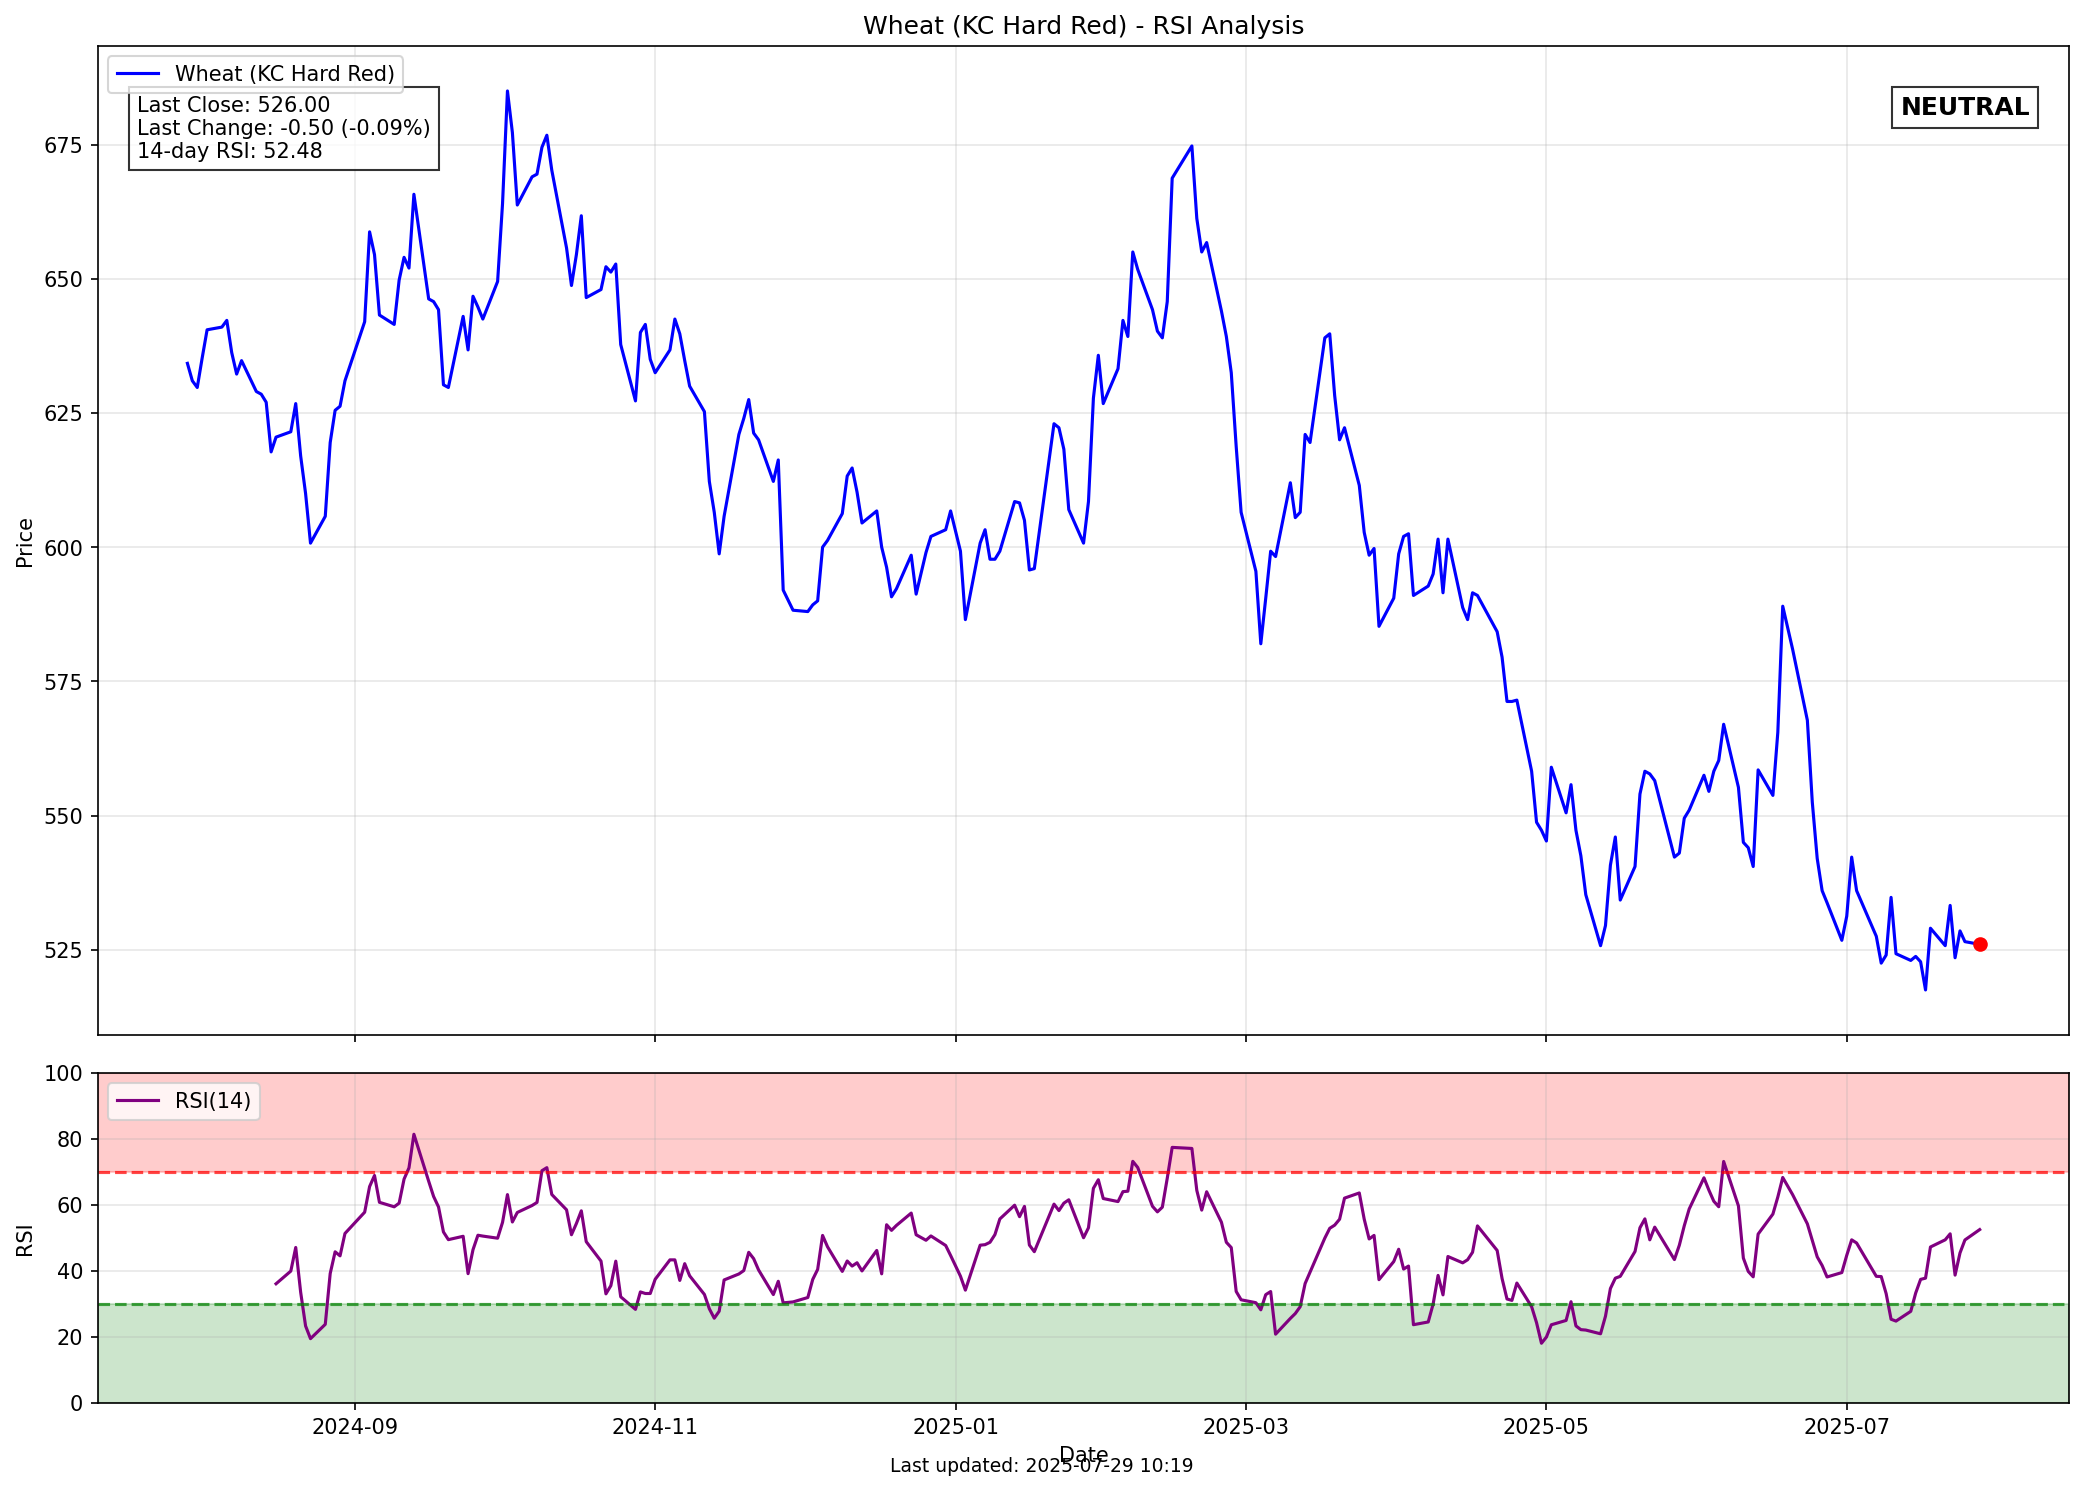 Wheat (KC Hard Red) - RSI Analysis
Wheat (KC Hard Red)
Last Close: 526.00
Last Change: -0.50 (-0.09%)
14-day RSI: 52.48
NEUTRAL
Price
675
650
625
600
575
550
525
RSI(14)
RSI
100
80
60
40
20
0
2024-09
2024-11
2025-01
2025-03
2025-05
2025-07
Date
Last updated: 2025-07-29 10:19